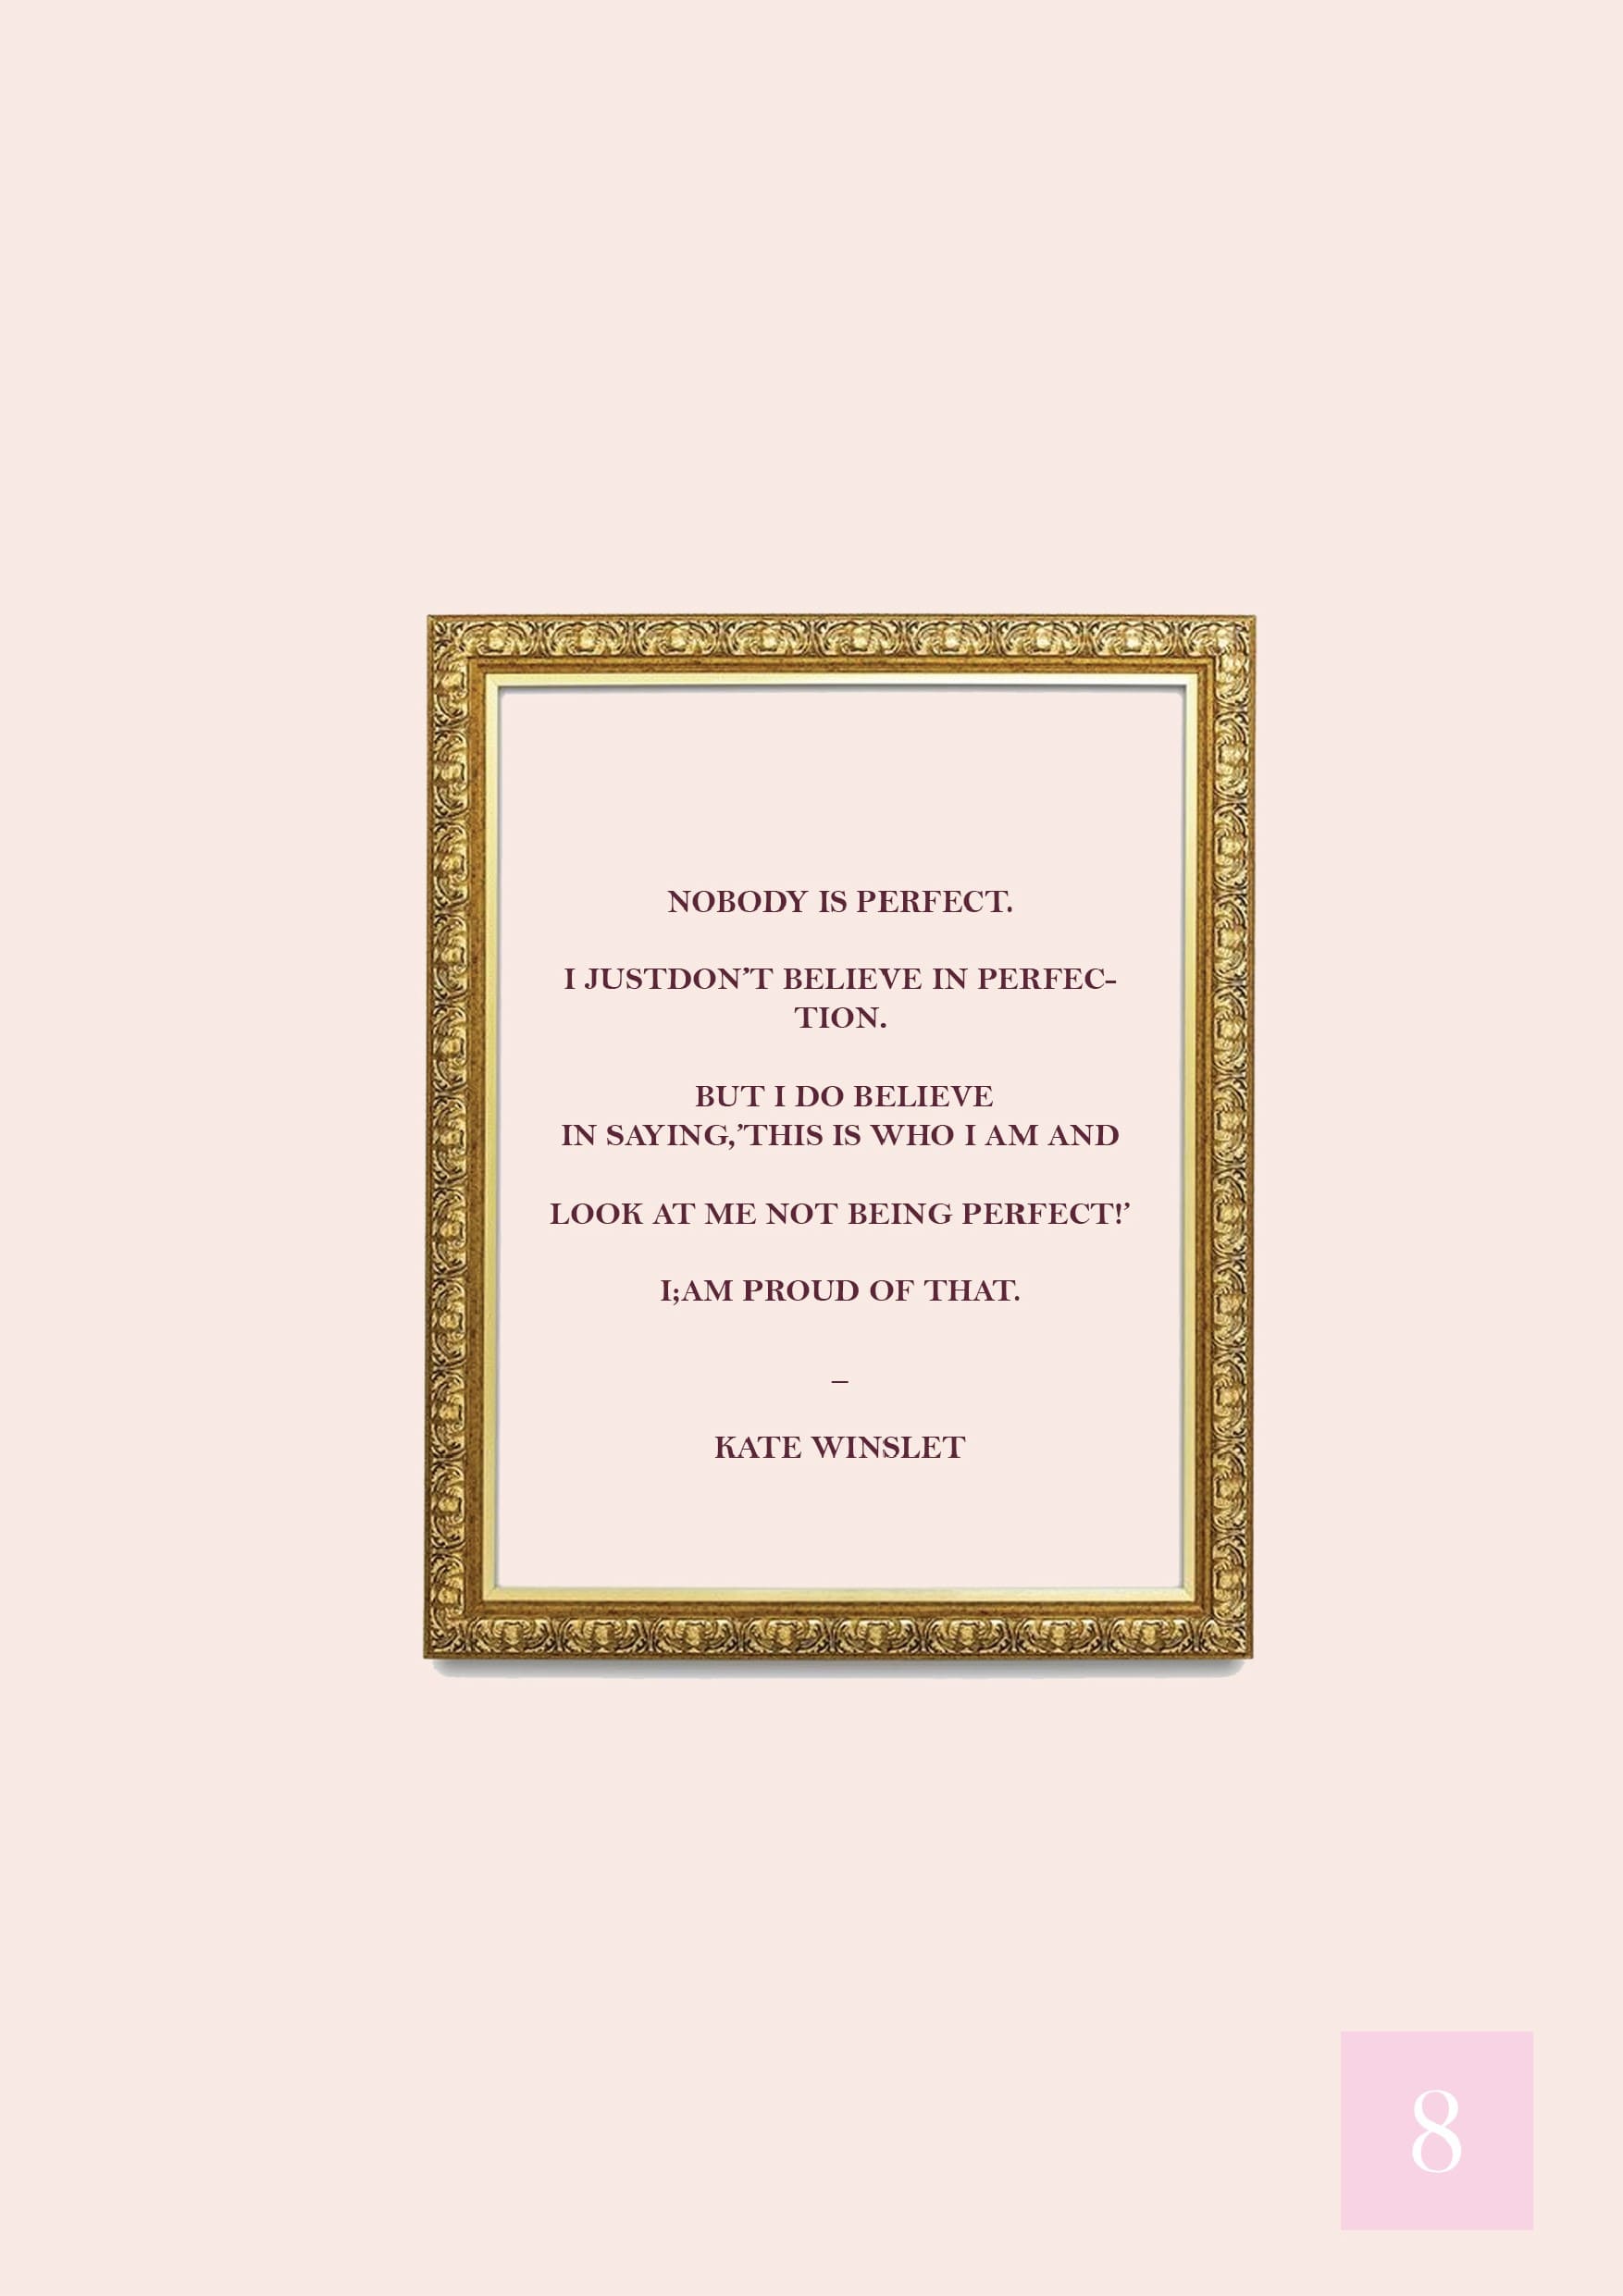 NOBODY IS PERFECT.
I JUSTDON’T BELIEVE IN PERFEC-
TION.
BUT I DO BELIEVE
IN SAYING,’THIS IS WHO I AM AND
LOOK AT ME NOT BEING PERFECT!’
I;AM PROUD OF THAT.
–
KATE WINSLET
8